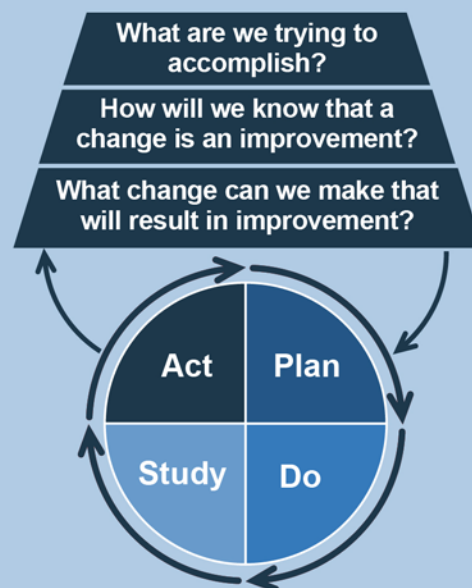 What are we trying to
accomplish?
How will we know that a
change is an improvement?
What change can we make that
will result in improvement?
Act
Plan
Study
Do